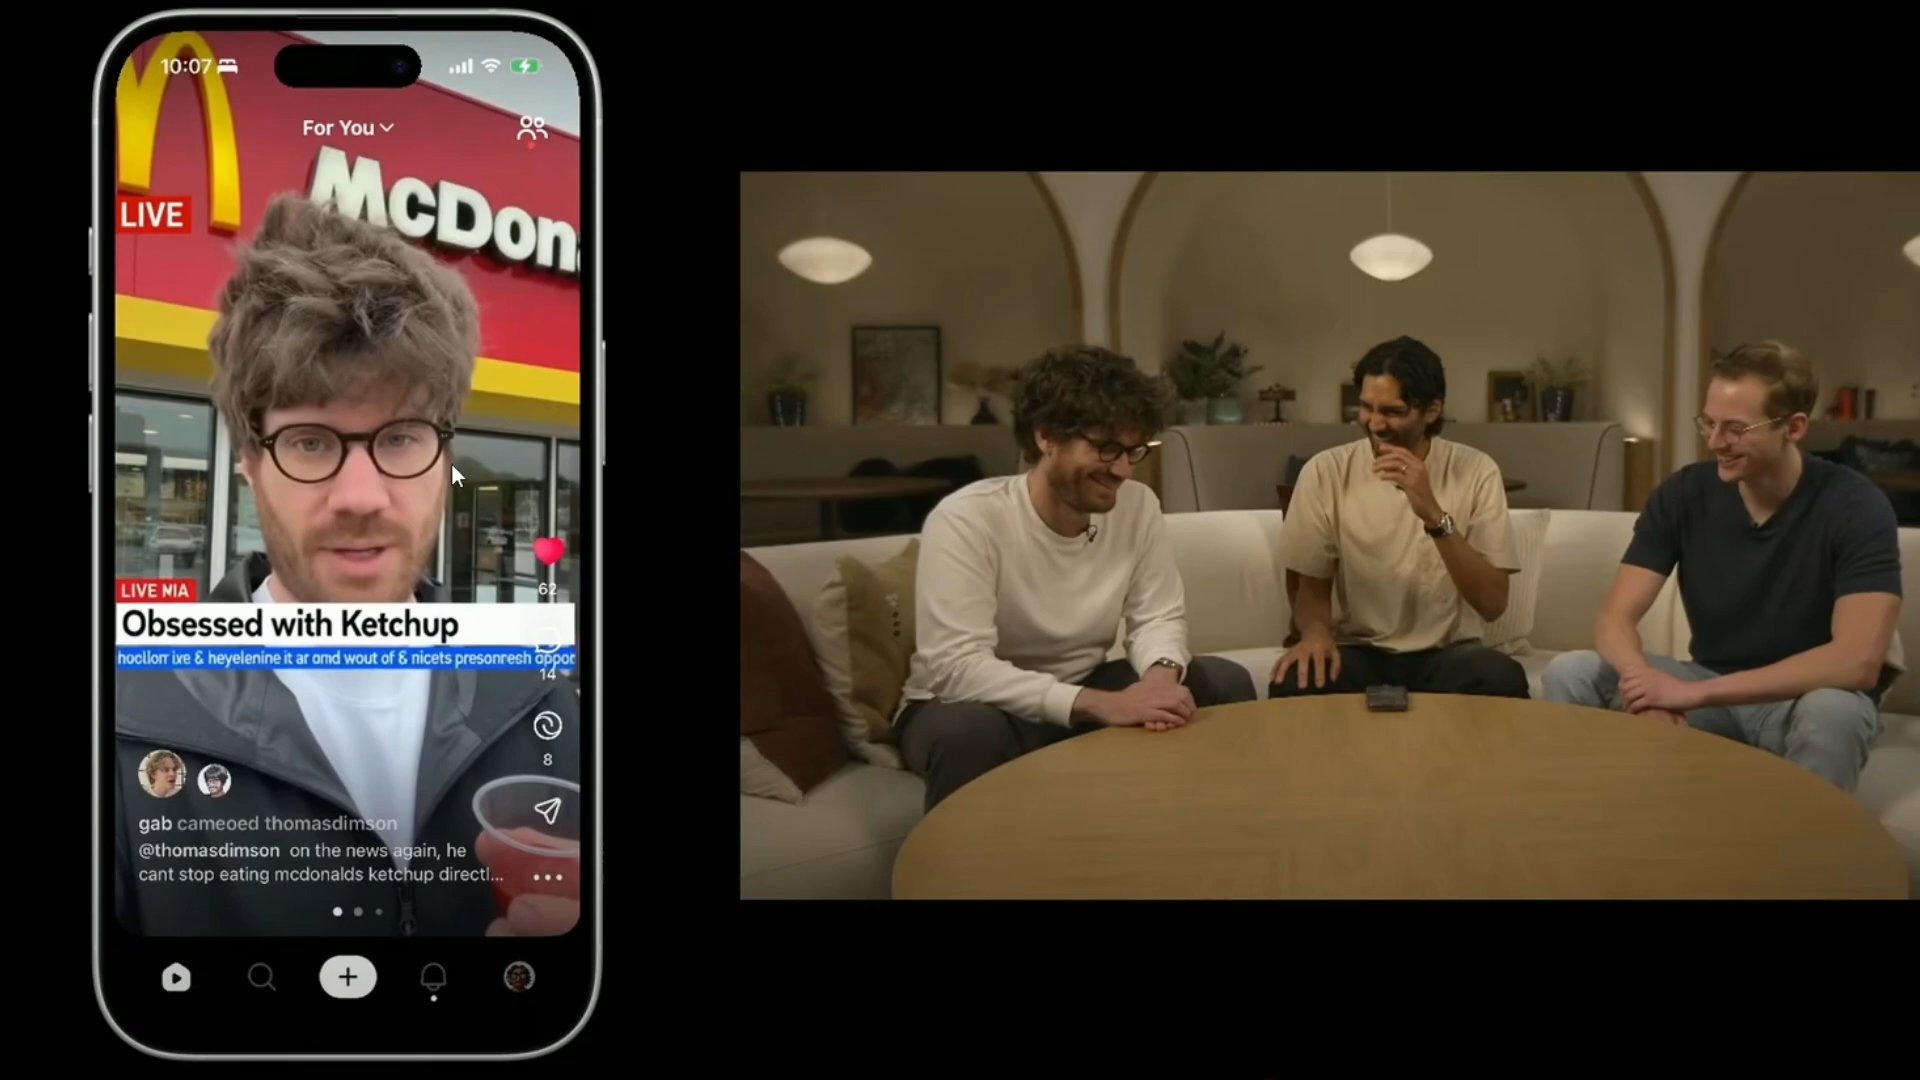 10:07
For You
McDon
LIVE
62
LIVE NIA
Obsessed with Ketchup
14
8
gab cameoed thomasdimson
@thomasdimson on the news again, he
cant stop eating mcdonalds ketchup directl...